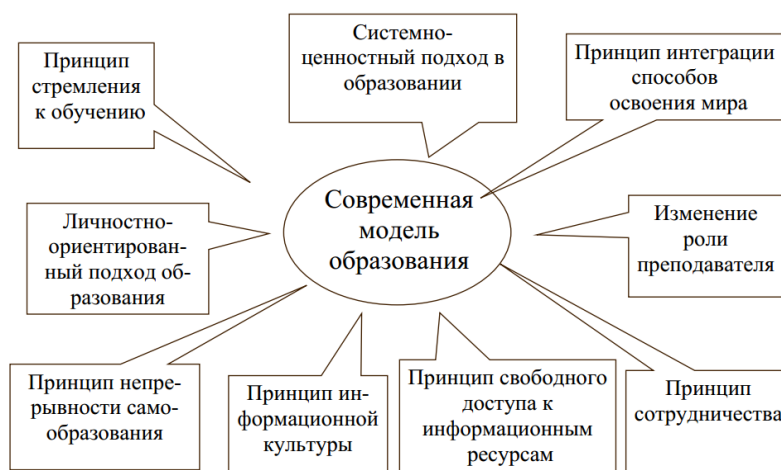 Принцип
стремления
к обучению
Системно-
ценностный подход в
образовании
Принцип интеграции
способов
освоения мира
Личностно-
ориентирован-
ный подход об-
разования
Современная
модель
образования
Изменение
роли
преподавателя
Принцип непре-
рывности само-
образования
Принцип ин-
формационной
культуры
Принцип свободного
доступа к
информационным
ресурсам
Принцип
сотрудничества